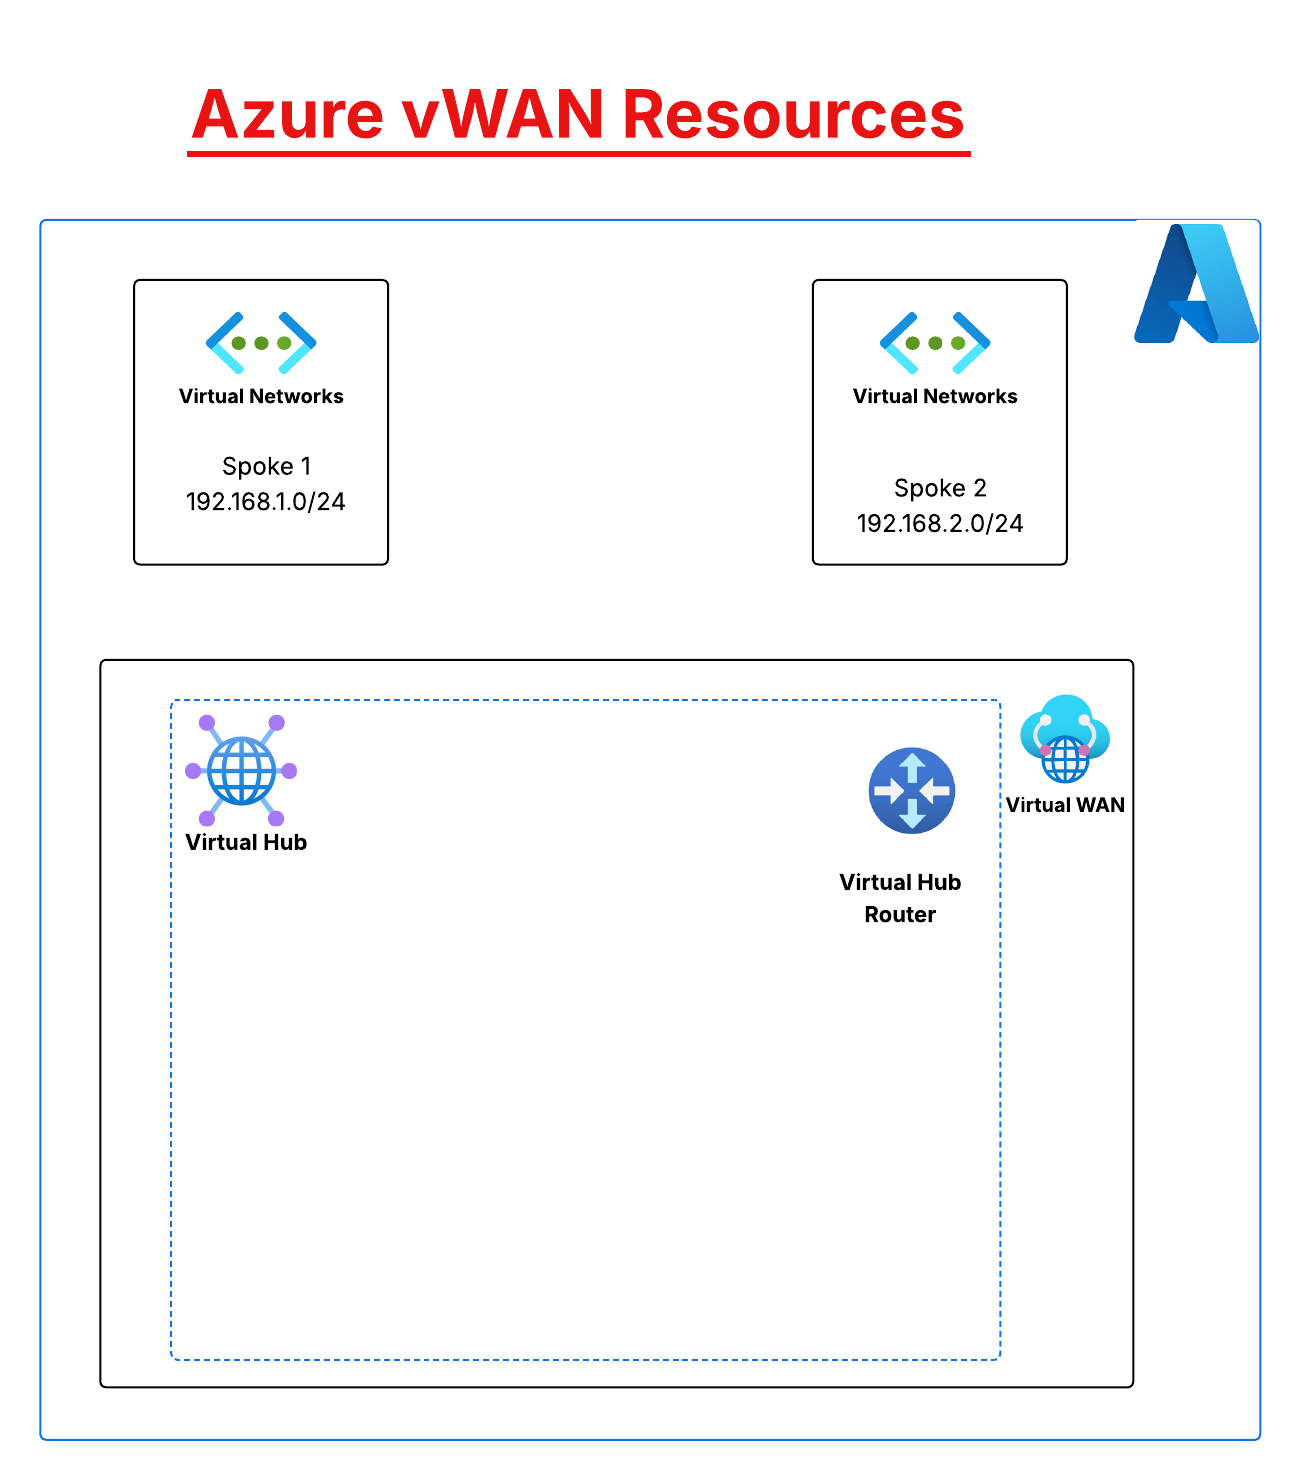 Azure vWAN Resources
Virtual Networks
Spoke 1
192.168.1.0/24
Virtual Networks
Spoke 2
192.168.2.0/24
Virtual Hub
Virtual Hub
Router
Virtual WAN